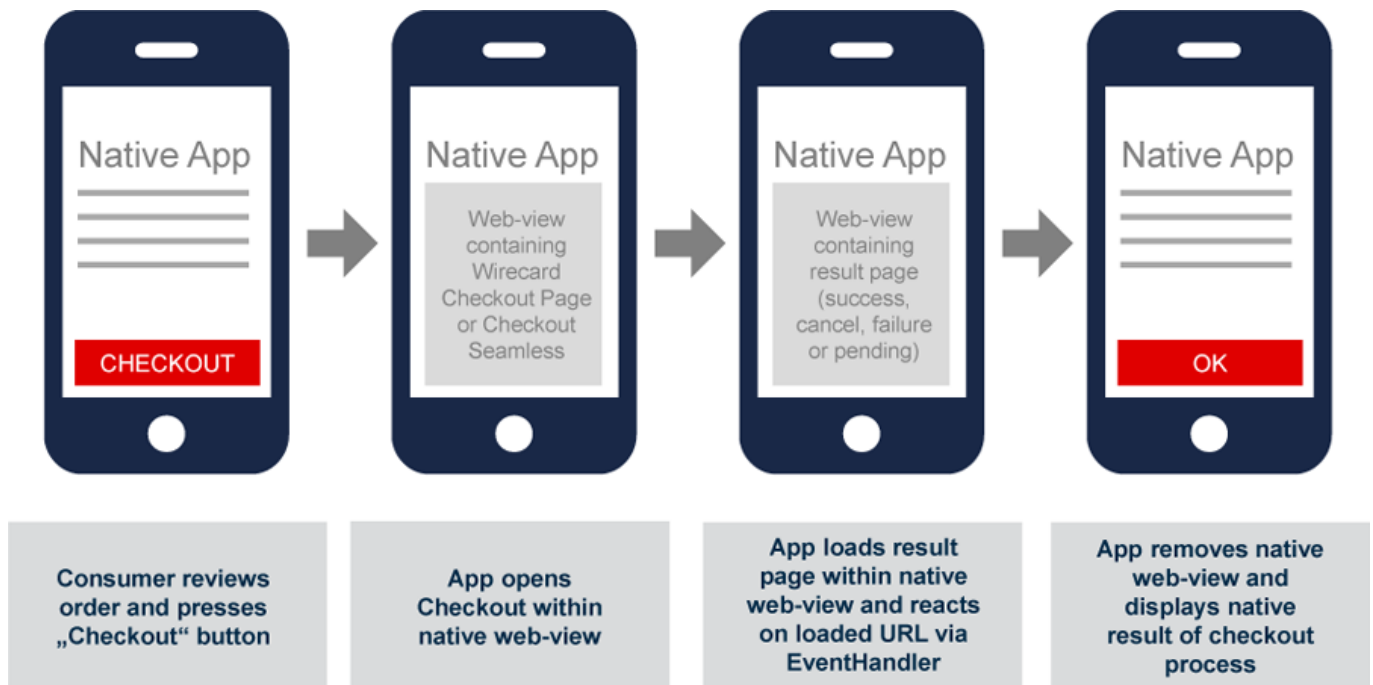 Native App
CHECKOUT
Native App
Web-view
containing
Wirecard
Checkout Page
or Checkout
Seamless
Native App
Web-view
containing
result page
(success,
cancel, failure
or pending)
Native App
OK
Consumer reviews
order and presses
„Checkout“ button
App opens
Checkout within
native web-view
App loads result
page within native
web-view and reacts
on loaded URL via
EventHandler
App removes native
web-view and
displays native
result of checkout
process